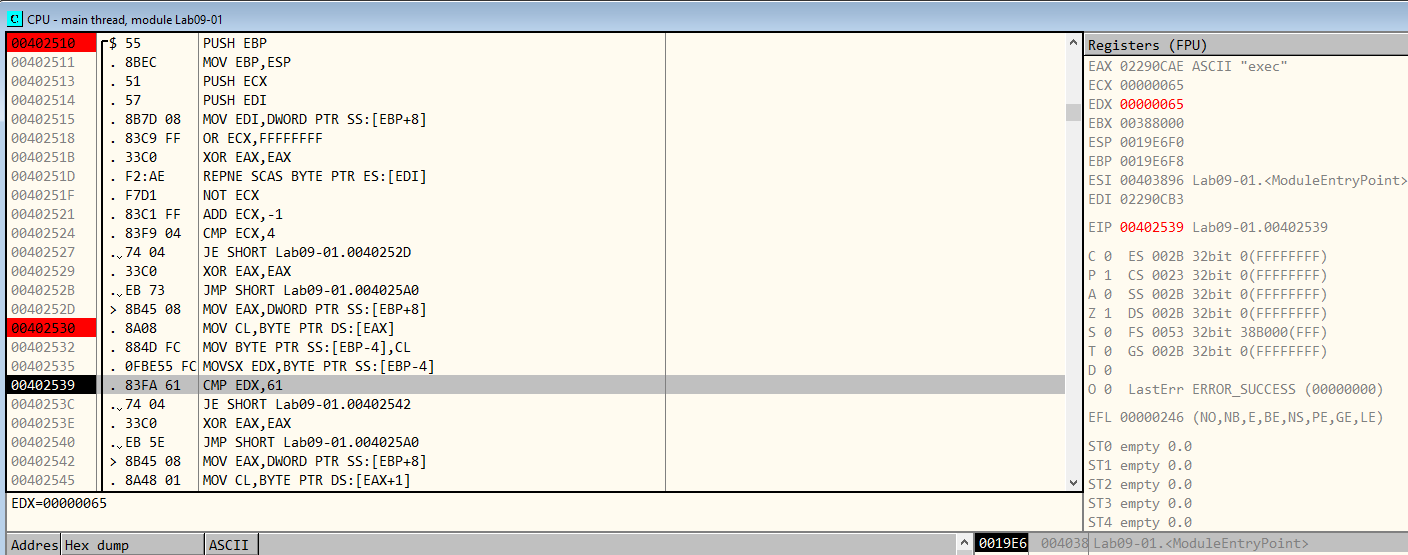 C CPU - main thread, module Lab09-01
00402510 $ 55 PUSH EBP
00402511 . 8BEC MOV EBP,ESP
00402513 . 51 PUSH ECX
00402514 . 57 PUSH EDI
00402515 . 8B7D 08 MOV EDI,DWORD PTR SS:[EBP+8]
00402518 . 83C9 FF OR ECX,FFFFFFFF
0040251B . 33C0 XOR EAX,EAX
0040251D . F2:AE REPNE SCAS BYTE PTR ES:[EDI]
0040251F . F7D1 NOT ECX
00402521 . 83C1 FF ADD ECX,-1
00402524 . 83F9 04 CMP ECX,4
00402527 . 74 04 JE SHORT Lab09-01.0040252D
00402529 . 33C0 XOR EAX,EAX
0040252B . EB 73 JMP SHORT Lab09-01.004025A0
0040252D > 8B45 08 MOV EAX,DWORD PTR SS:[EBP+8]
00402530 . 8A08 MOV CL,BYTE PTR DS:[EAX]
00402532 . 884D FC MOV BYTE PTR SS:[EBP-4],CL
00402535 . 0FBE55 FC MOVSX EDX,BYTE PTR SS:[EBP-4]
00402539 . 83FA 61 CMP EDX,61
0040253C . 74 04 JE SHORT Lab09-01.00402542
0040253E . 33C0 XOR EAX,EAX
00402540 . EB 5E JMP SHORT Lab09-01.004025A0
00402542 > 8B45 08 MOV EAX,DWORD PTR SS:[EBP+8]
00402545 . 8A48 01 MOV CL,BYTE PTR DS:[EAX+1]
EDX=00000065
Registers (FPU)
EAX 02290CAE ASCII "exec"
ECX 00000065
EDX 00000065
EBX 00388000
ESP 0019E6F0
EBP 0019E6F8
ESI 00403896 Lab09-01.<ModuleEntryPoint>
EDI 02290CB3
EIP 00402539 Lab09-01.00402539
C 0 ES 002B 32bit 0(FFFFFFFF)
P 1 CS 0023 32bit 0(FFFFFFFF)
A 0 SS 002B 32bit 0(FFFFFFFF)
Z 1 DS 002B 32bit 0(FFFFFFFF)
S 0 FS 0053 32bit 38B000(FFF)
T 0 GS 002B 32bit 0(FFFFFFFF)
D 0
O 0 LastErr ERROR_SUCCESS (00000000)
EFL 00000246 (NO,NB,E,BE,NS,PE,GE,LE)
ST0 empty 0.0
ST1 empty 0.0
ST2 empty 0.0
ST3 empty 0.0
ST4 empty 0.0
Addres Hex dump ASCII
0019E6 004038 Lab09-01.<ModuleEntryPoint>